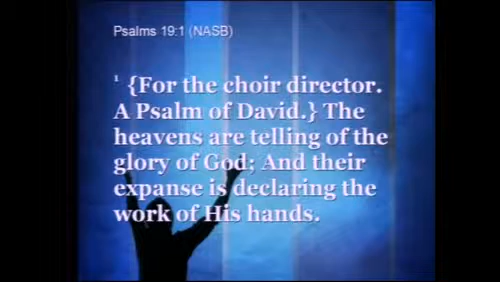 Psalms 19:1 (NASB)
¹ {For the choir director.
A Psalm of David.} The
heavens are telling of the
glory of God; And their
expanse is declaring the
work of His hands.